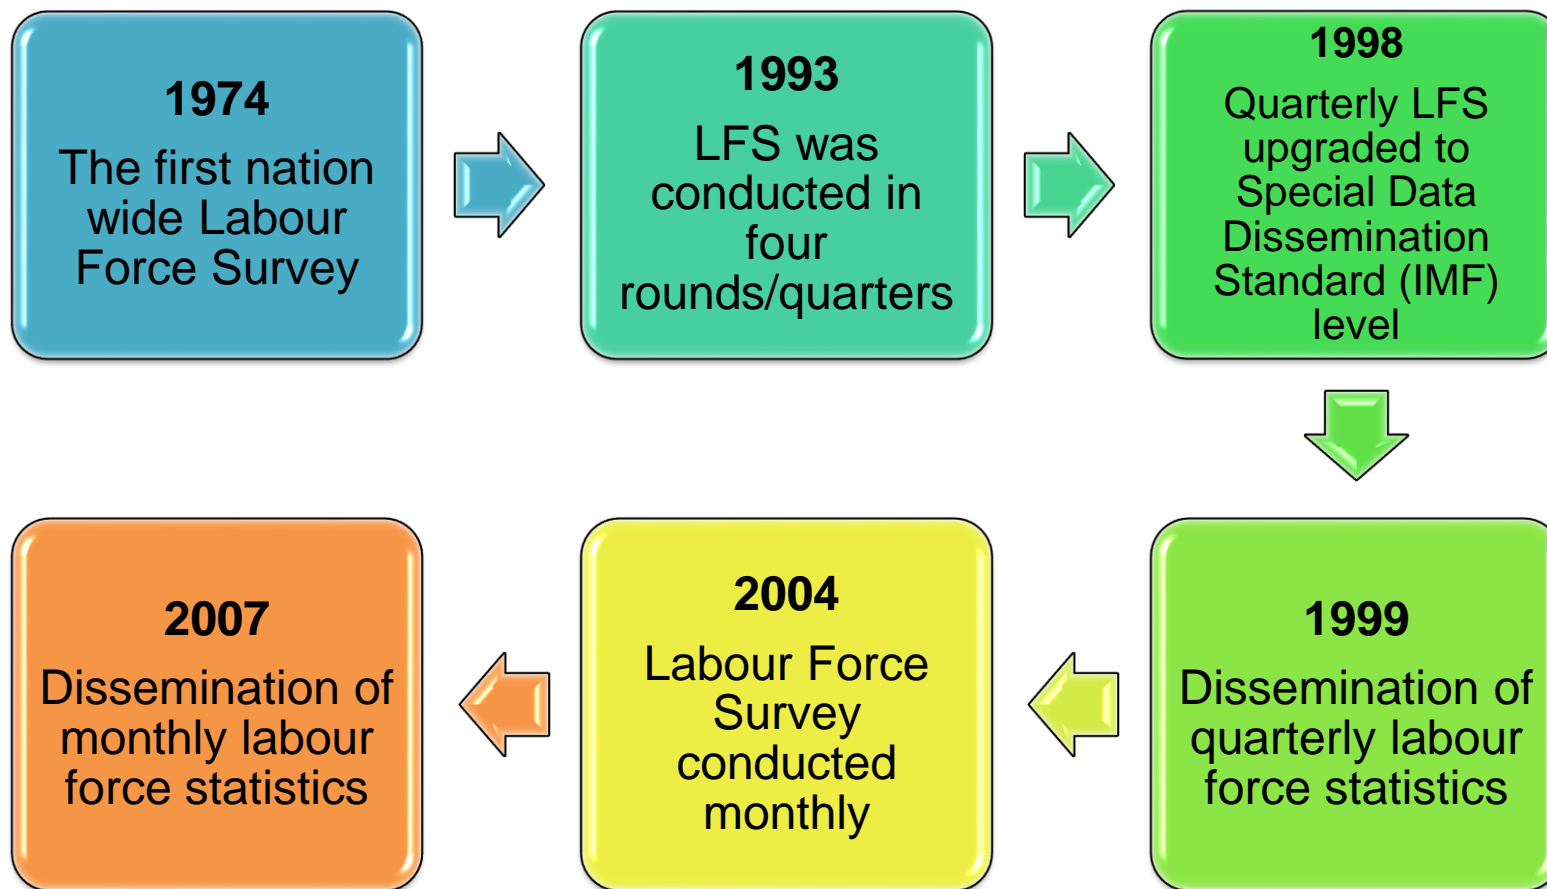 1974
The first nation
wide Labour
Force Survey
1993
LFS was
conducted in
four
rounds/quarters
1998
Quarterly LFS
upgraded to
Special Data
Dissemination
Standard (IMF)
level
1999
Dissemination of
quarterly labour
force statistics
2004
Labour Force
Survey
conducted
monthly
2007
Dissemination of
monthly labour
force statistics